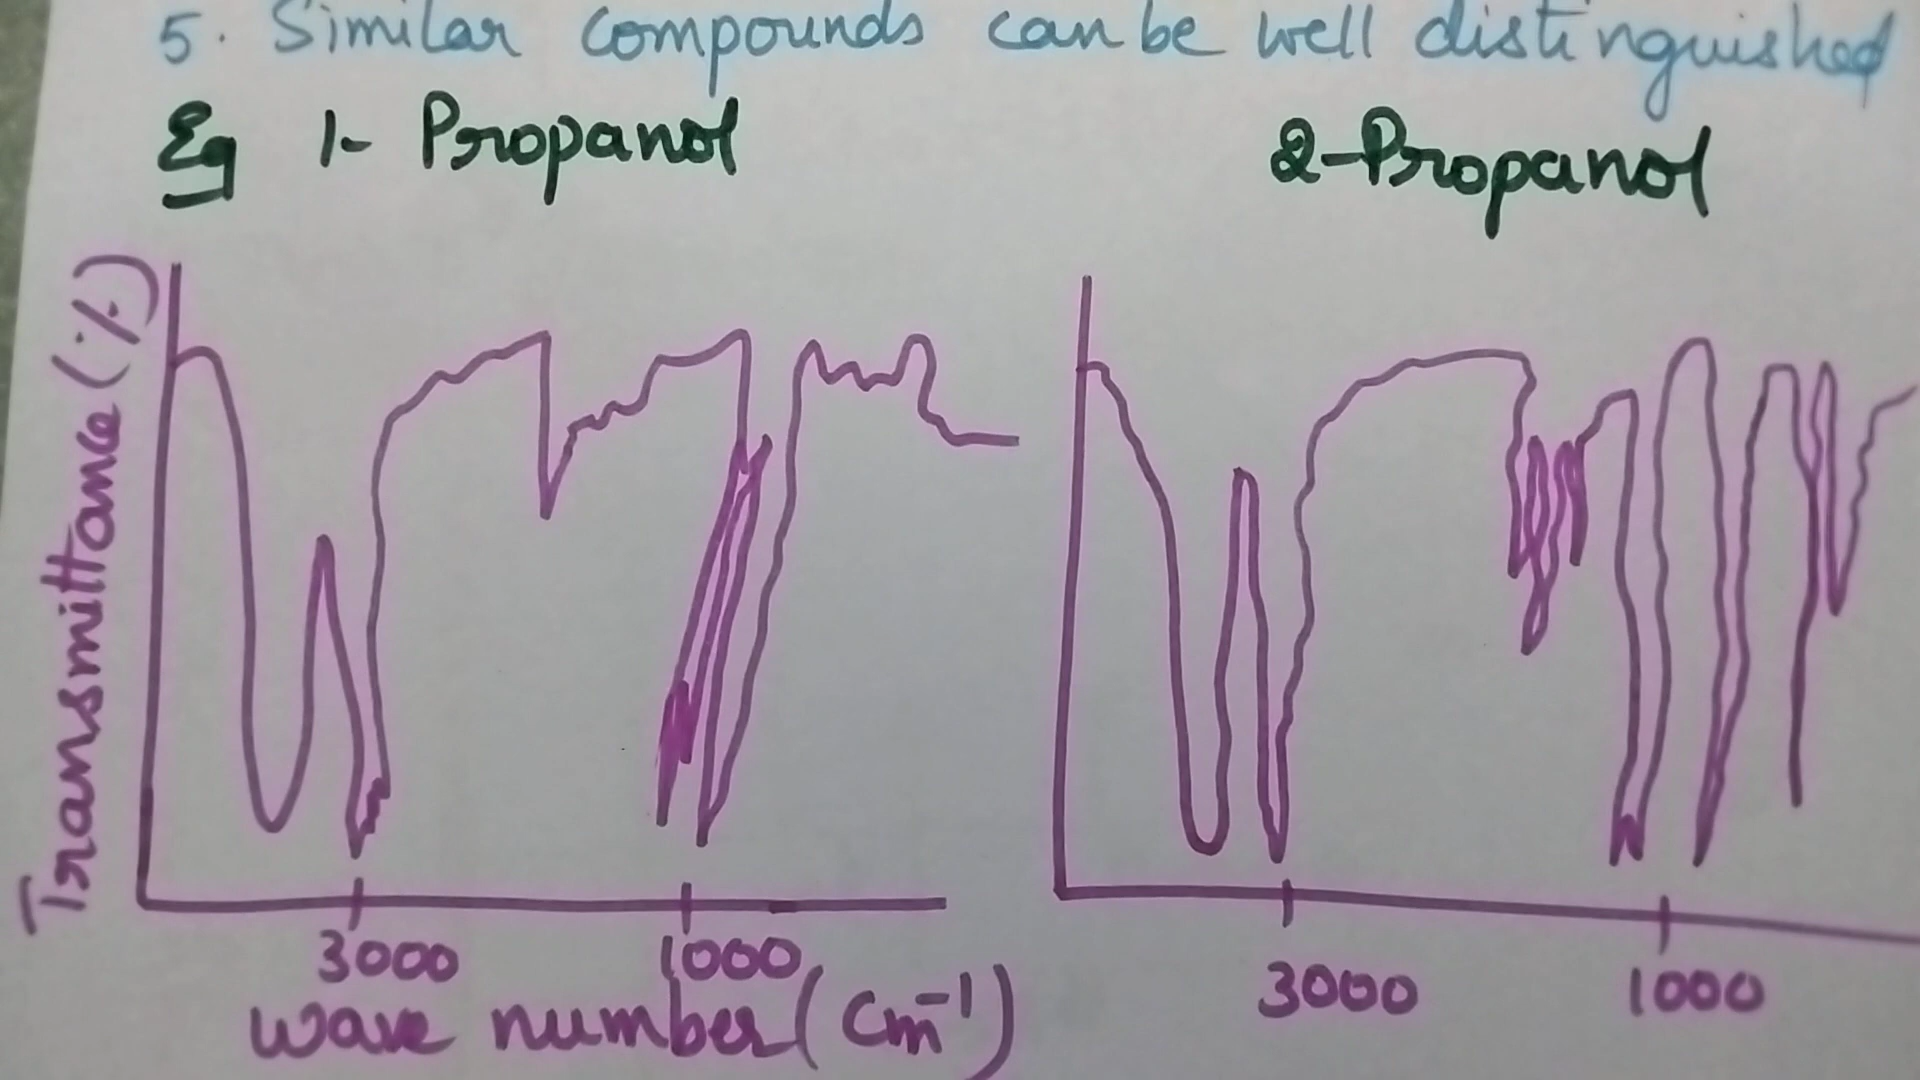 5. Similar compounds can be well distinguished
Eg 1- Propanol
2-Propanol
Transmittance (%)
3000
1000
wave number (cm⁻¹)
3000
1000